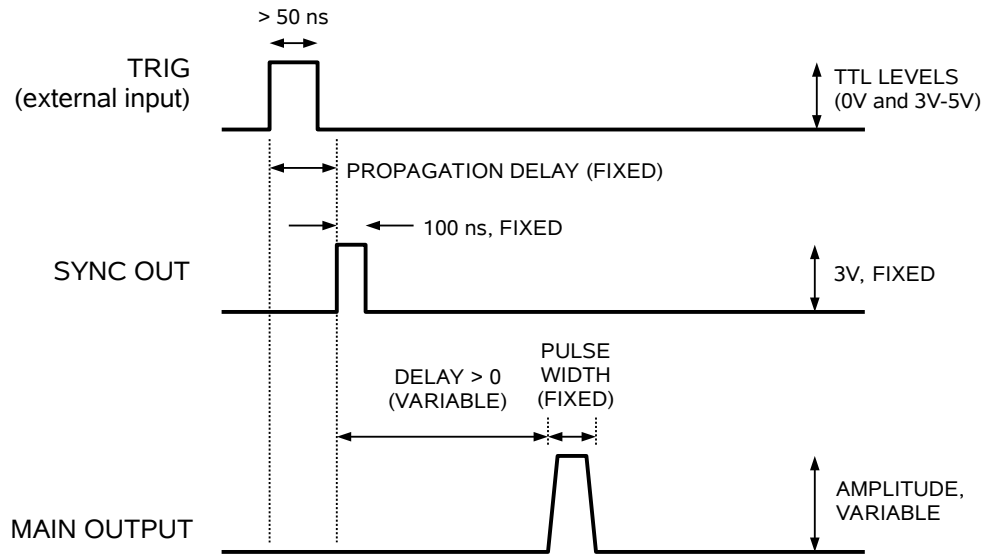 > 50 ns
TRIG
(external input)
TTL LEVELS
(0V and 3V-5V)
PROPAGATION DELAY (FIXED)
100 ns, FIXED
SYNC OUT
3V, FIXED
DELAY > 0
(VARIABLE)
PULSE
WIDTH
(FIXED)
MAIN OUTPUT
AMPLITUDE,
VARIABLE